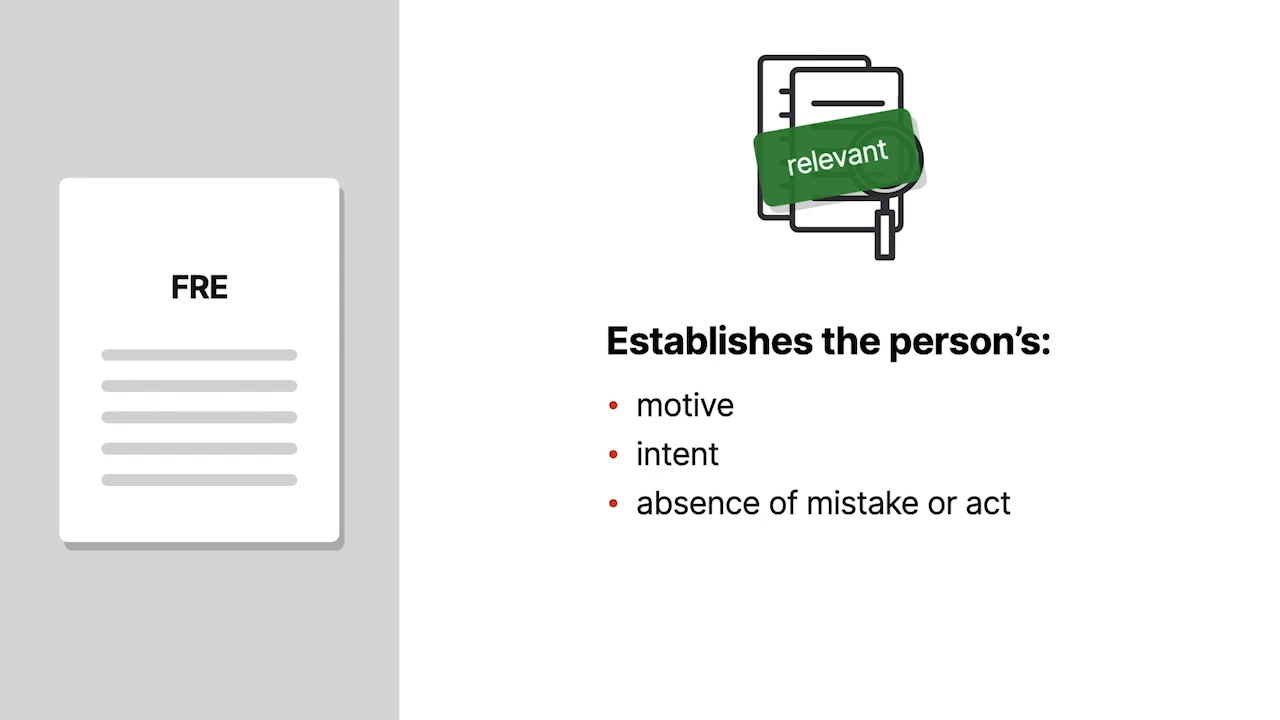 FRE
relevant
Establishes the person’s:
• motive
• intent
• absence of mistake or act